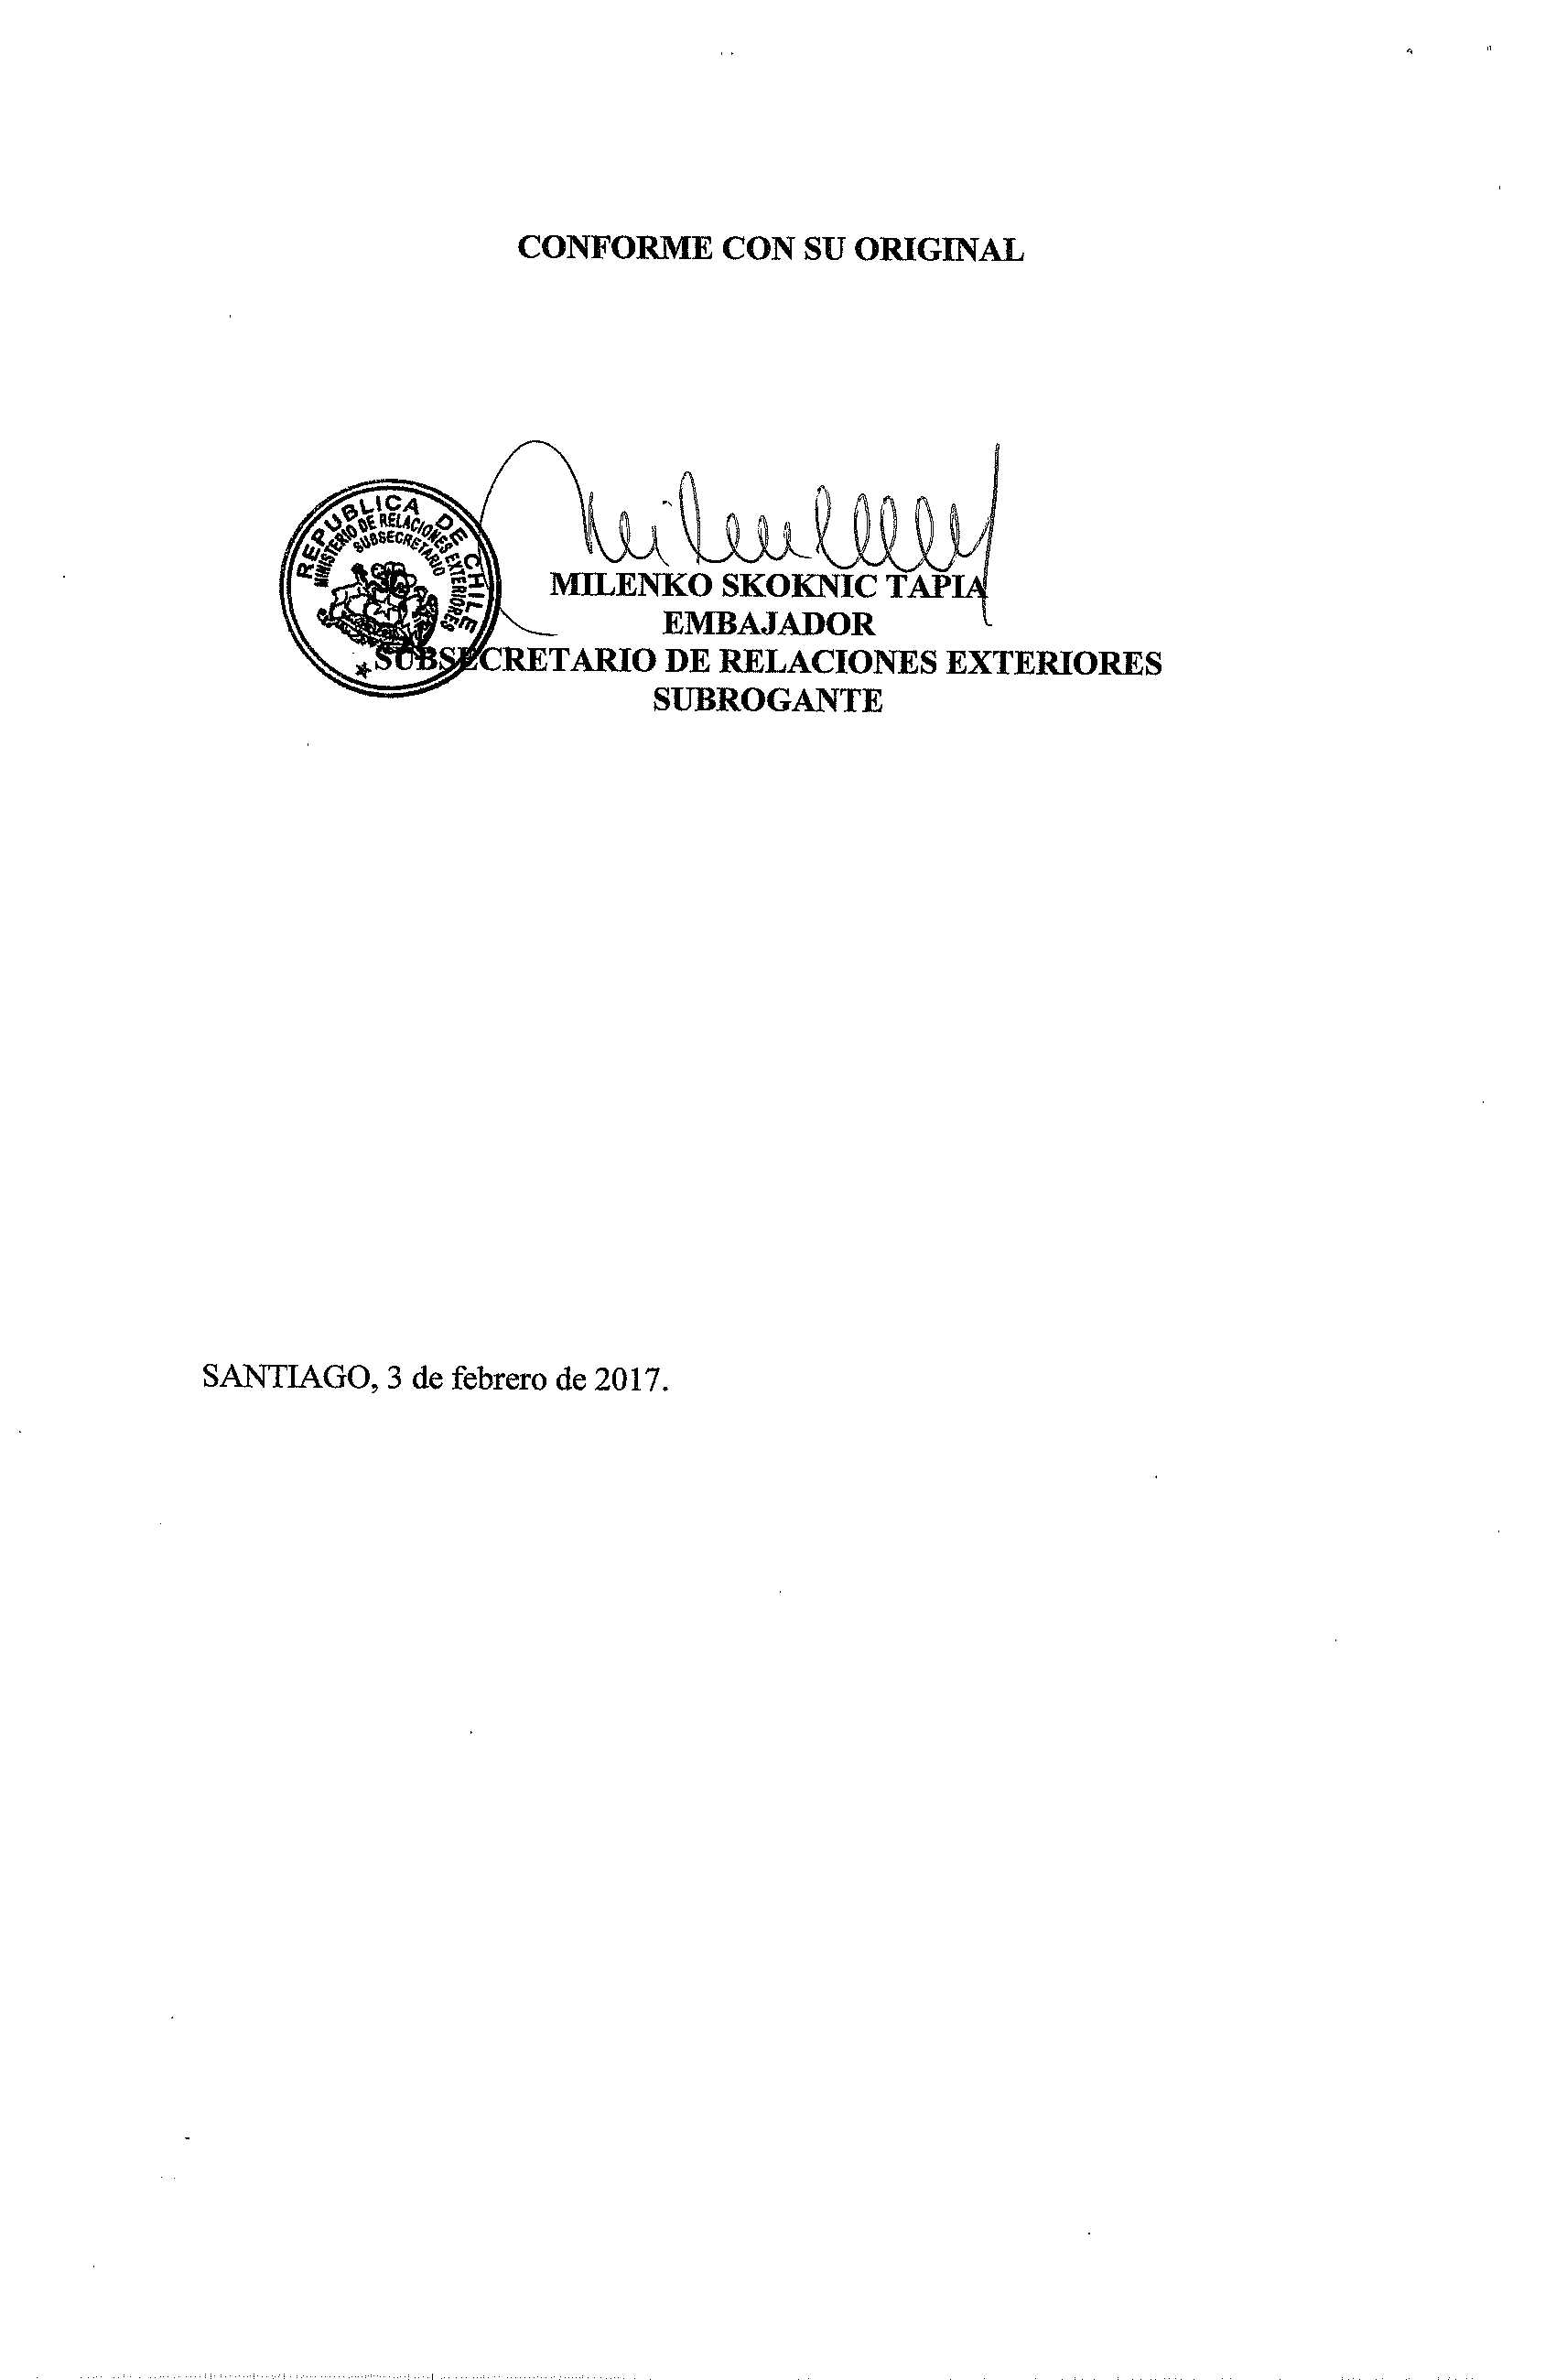 CONFORME CON SU ORIGINAL
REPUBLICA DE CHILE
MINISTERIO DE RELACIONES EXTERIORES
SUBSECRETARIO
MILENKO SKOKNIC TAPIA
EMBAJADOR
SUBSECRETARIO DE RELACIONES EXTERIORES
SUBROGANTE
SANTIAGO, 3 de febrero de 2017.